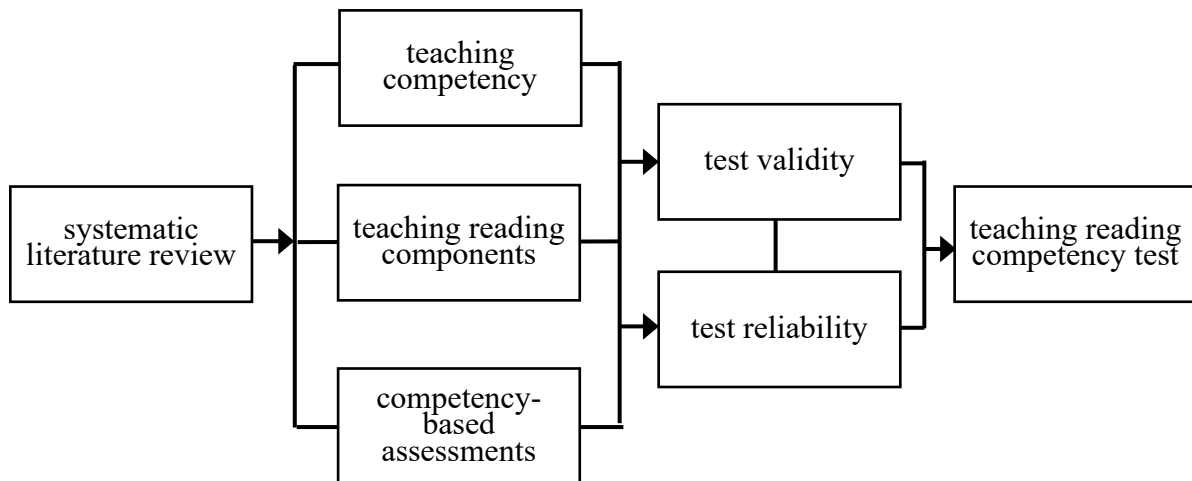 teaching
competency
systematic
literature review
teaching reading
components
competency-
based
assessments
test validity
test reliability
teaching reading
competency test